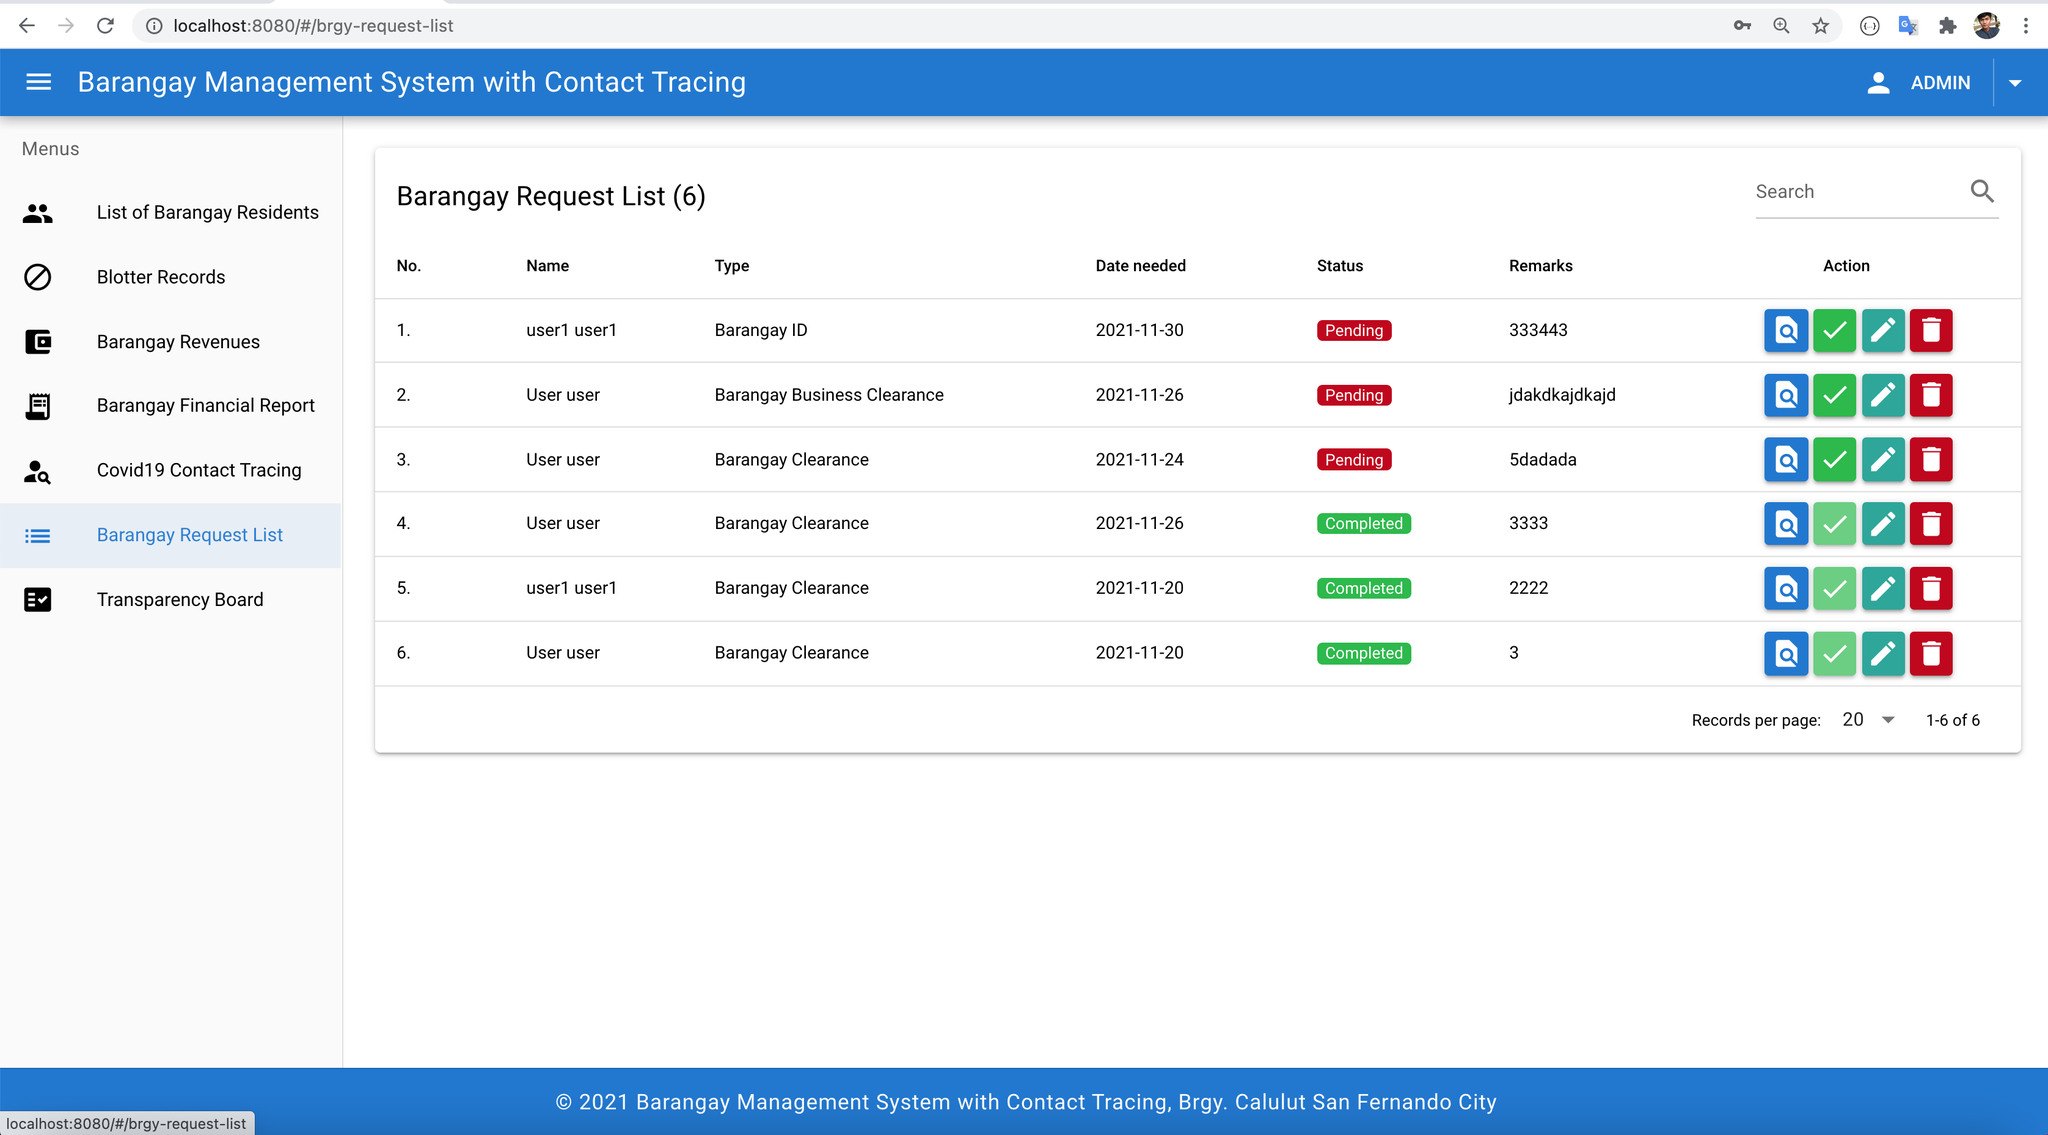 localhost:8080/#/brgy-request-list
Barangay Management System with Contact Tracing
ADMIN
Menus
List of Barangay Residents
Blotter Records
Barangay Revenues
Barangay Financial Report
Covid19 Contact Tracing
Barangay Request List
Transparency Board
Barangay Request List (6)
Search
No. Name Type Date needed Status Remarks Action
1. user1 user1 Barangay ID 2021-11-30 Pending 333443
2. User user Barangay Business Clearance 2021-11-26 Pending jdakdkajdkajd
3. User user Barangay Clearance 2021-11-24 Pending 5dadada
4. User user Barangay Clearance 2021-11-26 Completed 3333
5. user1 user1 Barangay Clearance 2021-11-20 Completed 2222
6. User user Barangay Clearance 2021-11-20 Completed 3
Records per page: 20 1-6 of 6
© 2021 Barangay Management System with Contact Tracing, Brgy. Calulut San Fernando City
localhost:8080/#/brgy-request-list